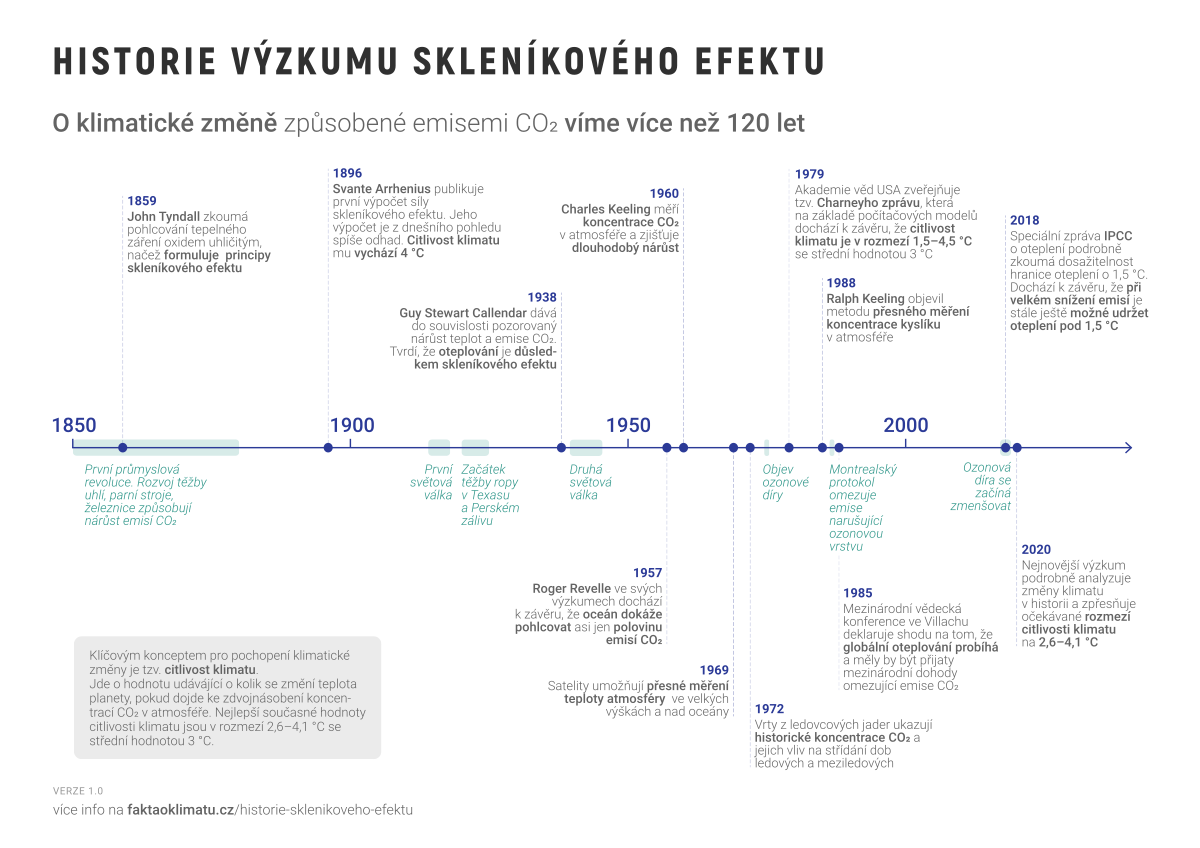 HISTORIE VÝZKUMU SKLENÍKOVÉHO EFEKTU
O klimatické změně způsobené emisemi CO₂ víme více než 120 let
1859
John Tyndall zkoumá
pohlcování tepelného
záření oxidem uhličitým,
načež formuluje principy
skleníkového efektu
1896
Svante Arrhenius publikuje
první výpočet síly
skleníkového efektu. Jeho
výpočet je z dnešního pohledu
spíše odhad. Citlivost klimatu
mu vychází 4 °C
1938
Guy Stewart Callendar dává
do souvislosti pozorovaný
nárůst teplot a emise CO₂.
Tvrdí, že oteplování je důsled-
kem skleníkového efektu
1960
Charles Keeling měří
koncentrace CO₂
v atmosféře a zjišťuje
dlouhodobý nárůst
1979
Akademie věd USA zveřejňuje
tzv. Charneyho zprávu, která
na základě počítačových modelů
dochází k závěru, že citlivost
klimatu je v rozmezí 1,5–4,5 °C
se střední hodnotou 3 °C
1988
Ralph Keeling objevil
metodu přesného měření
koncentrace kyslíku
v atmosféře
2018
Speciální zpráva IPCC
o oteplení podrobně
zkoumá dosažitelnost
hranice oteplení o 1,5 °C.
Dochází k závěru, že při
velkém snížení emisí je
stále ještě možné udržet
oteplení pod 1,5 °C
1850
1900
1950
2000
První průmyslová
revoluce. Rozvoj těžby
uhlí, parní stroje,
železnice způsobují
nárůst emisí CO₂
První
světová
válka
Začátek
těžby ropy
v Texasu
a Perském
zálivu
Druhá
světová
válka
Objev
ozonové
díry
Montrealský
protokol
omezuje
emise
narušující
ozonovou
vrstvu
Ozonová
díra se
začíná
zmenšovat
1957
Roger Revelle ve svých
výzkumech dochází
k závěru, že oceán dokáže
pohlcovat asi jen polovinu
emisí CO₂
1969
Satelity umožňují přesné měření
teploty atmosféry ve velkých
výškách a nad oceány
1972
Vrty z ledovcových jader ukazují
historické koncentrace CO₂ a
jejich vliv na střídání dob
ledových a meziledových
1985
Mezinárodní vědecká
konference ve Villachu
deklaruje shodu na tom, že
globální oteplování probíhá
a měly by být přijaty
mezinárodní dohody
omezující emise CO₂
2020
Nejnovější výzkum
podrobně analyzuje
změny klimatu
v historii a zpřesňuje
očekávané rozmezí
citlivosti klimatu
na 2,6–4,1 °C
Klíčovým konceptem pro pochopení klimatické
změny je tzv. citlivost klimatu.
Jde o hodnotu udávající o kolik se změní teplota
planety, pokud dojde ke zdvojnásobení koncen-
trací CO₂ v atmosféře. Nejlepší současné hodnoty
citlivosti klimatu jsou v rozmezí 2,6–4,1 °C se
střední hodnotou 3 °C.
VERZE 1.0
více info na faktaoklimatu.cz/historie-sklenikoveho-efektu